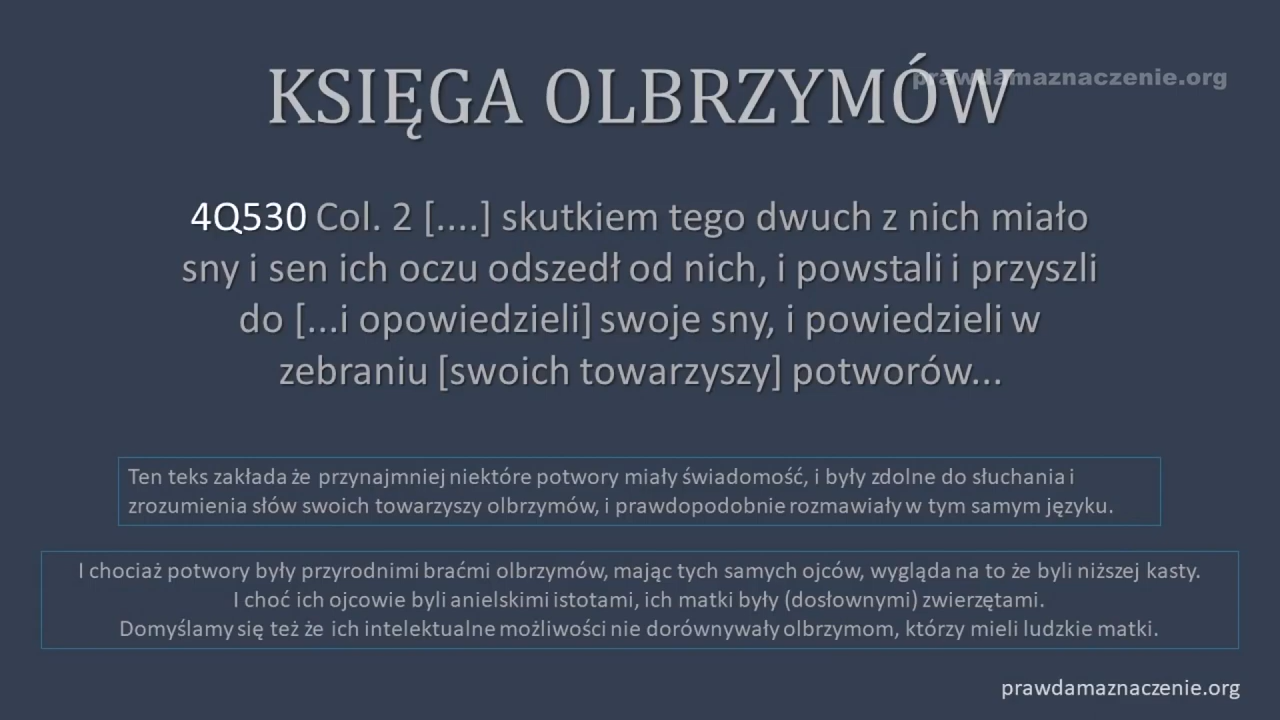 KSIĘGA OLBRZYMÓW
prawdamaznaczenie.org
4Q530 Col. 2 [....] skutkiem tego dwuch z nich miało
sny i sen ich oczu odszedł od nich, i powstali i przyszli
do [...i opowiedzieli] swoje sny, i powiedzieli w
zebraniu [swoich towarzyszy] potworów...
Ten teks zakłada że przynajmniej niektóre potwory miały świadomość, i były zdolne do słuchania i
zrozumienia słów swoich towarzyszy olbrzymów, i prawdopodobnie rozmawiały w tym samym języku.
I chociaż potwory były przyrodnimi braćmi olbrzymów, mając tych samych ojców, wygląda na to że byli niższej kasty.
I choć ich ojcowie byli anielskimi istotami, ich matki były (dosłownymi) zwierzętami.
Domyślamy się też że ich intelektualne możliwości nie dorównywały olbrzymom, którzy mieli ludzkie matki.
prawdamaznaczenie.org